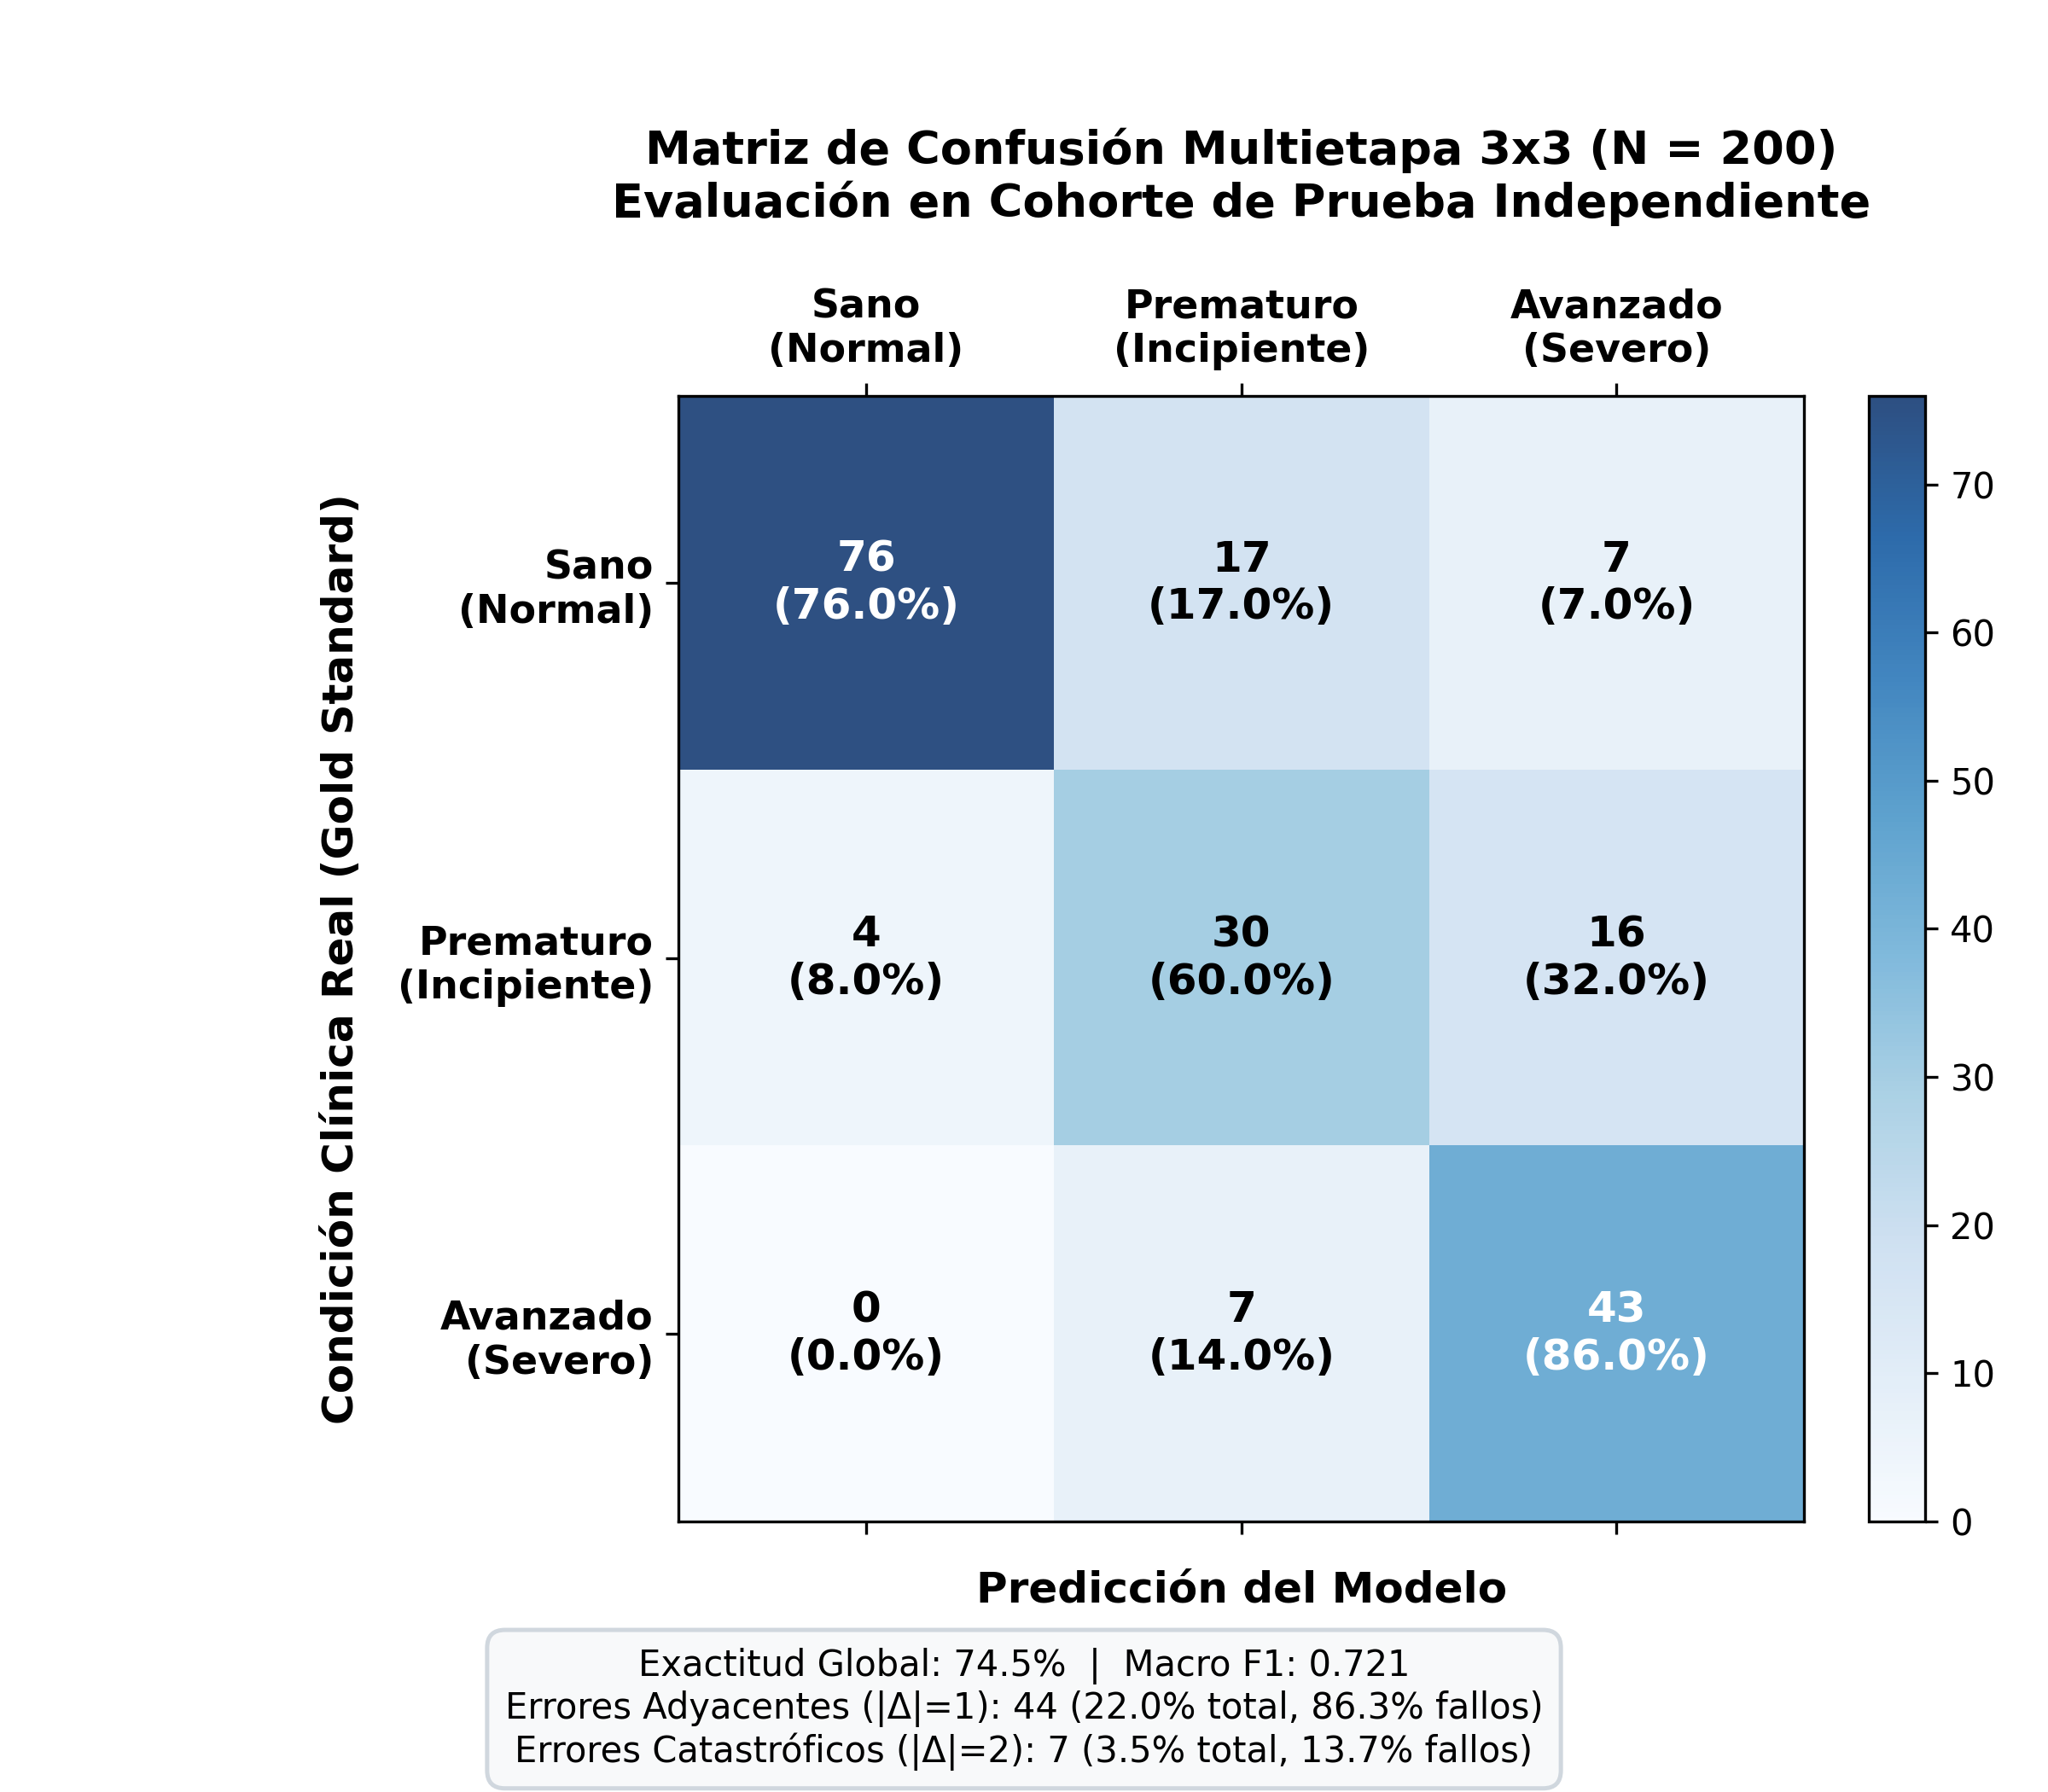 Matriz de Confusión Multietapa 3x3 (N = 200)
Evaluación en Cohorte de Prueba Independiente
Sano
(Normal)
Prematuro
(Incipiente)
Avanzado
(Severo)
Condición Clínica Real (Gold Standard)
Sano
(Normal)
76
(76.0%)
17
(17.0%)
7
(7.0%)
Prematuro
(Incipiente)
4
(8.0%)
30
(60.0%)
16
(32.0%)
Avanzado
(Severo)
0
(0.0%)
7
(14.0%)
43
(86.0%)
70
60
50
40
30
20
10
0
Predicción del Modelo
Exactitud Global: 74.5% | Macro F1: 0.721
Errores Adyacentes (|Δ|=1): 44 (22.0% total, 86.3% fallos)
Errores Catastróficos (|Δ|=2): 7 (3.5% total, 13.7% fallos)